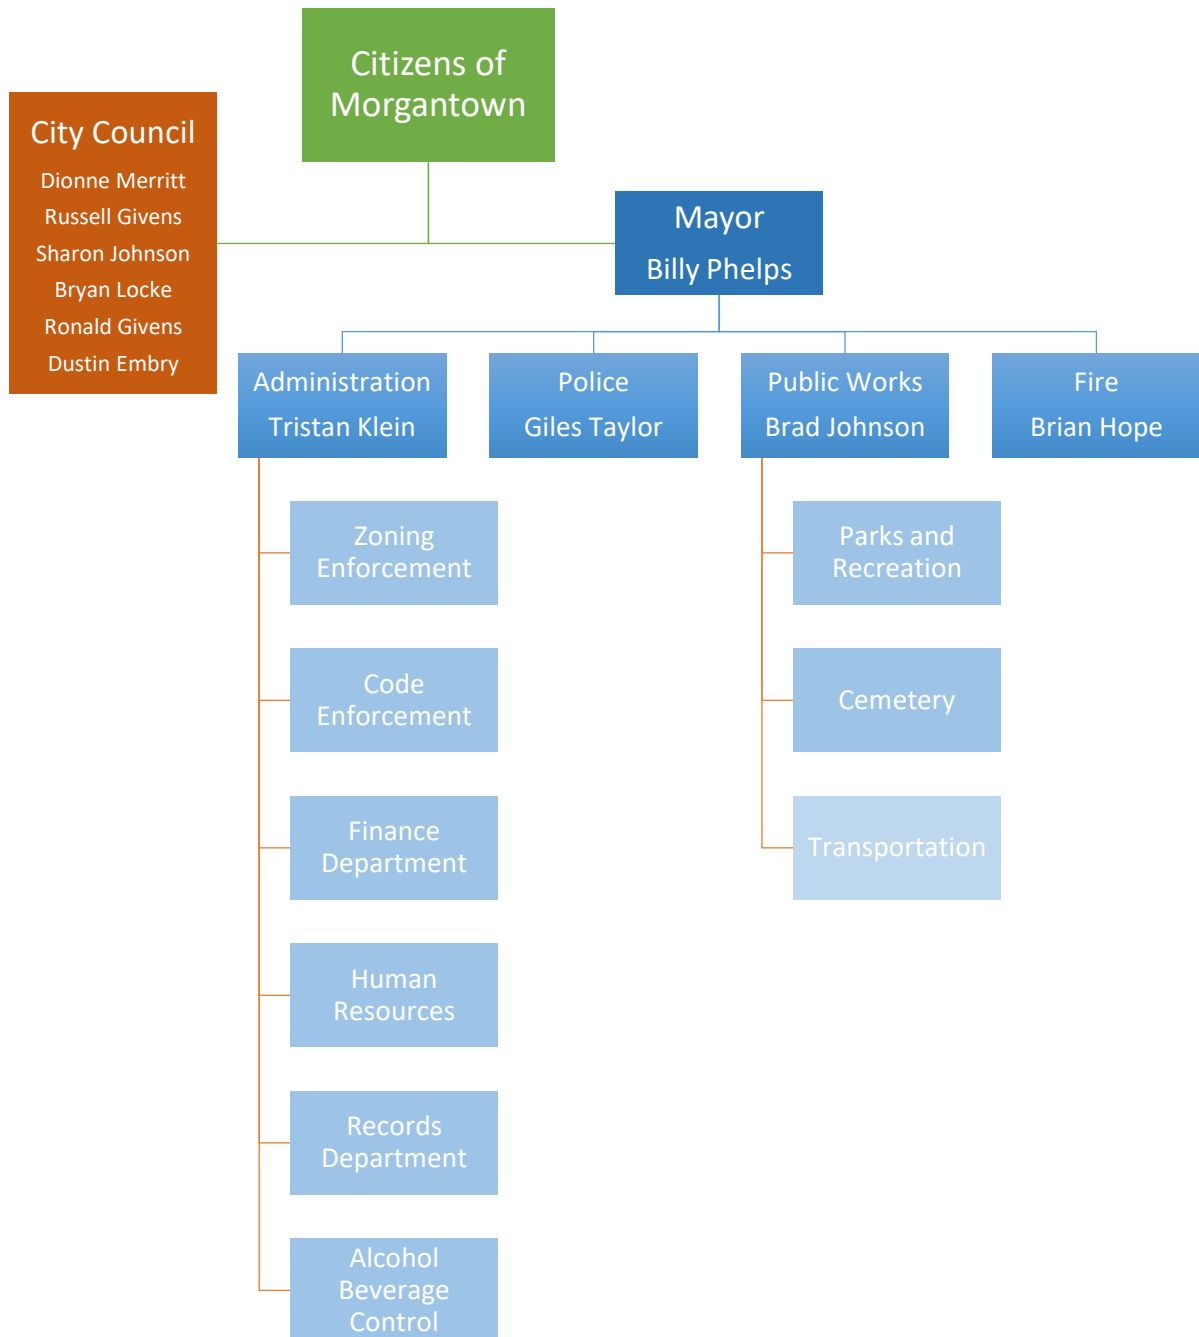 Citizens of
Morgantown
City Council
Dionne Merritt
Russell Givens
Sharon Johnson
Bryan Locke
Ronald Givens
Dustin Embry
Mayor
Billy Phelps
Administration
Tristan Klein
Police
Giles Taylor
Public Works
Brad Johnson
Fire
Brian Hope
Zoning
Enforcement
Code
Enforcement
Finance
Department
Human
Resources
Records
Department
Alcohol
Beverage
Control
Parks and
Recreation
Cemetery
Transportation